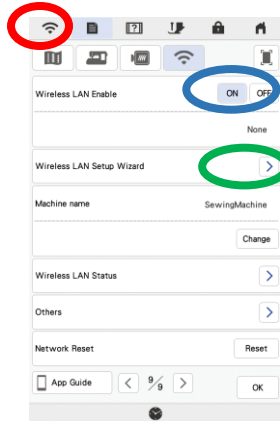 Wireless LAN Enable ON OFF
None
Wireless LAN Setup Wizard
Machine name SewingMachine
Change
Wireless LAN Status
Others
Network Reset Reset
App Guide 9/9 OK